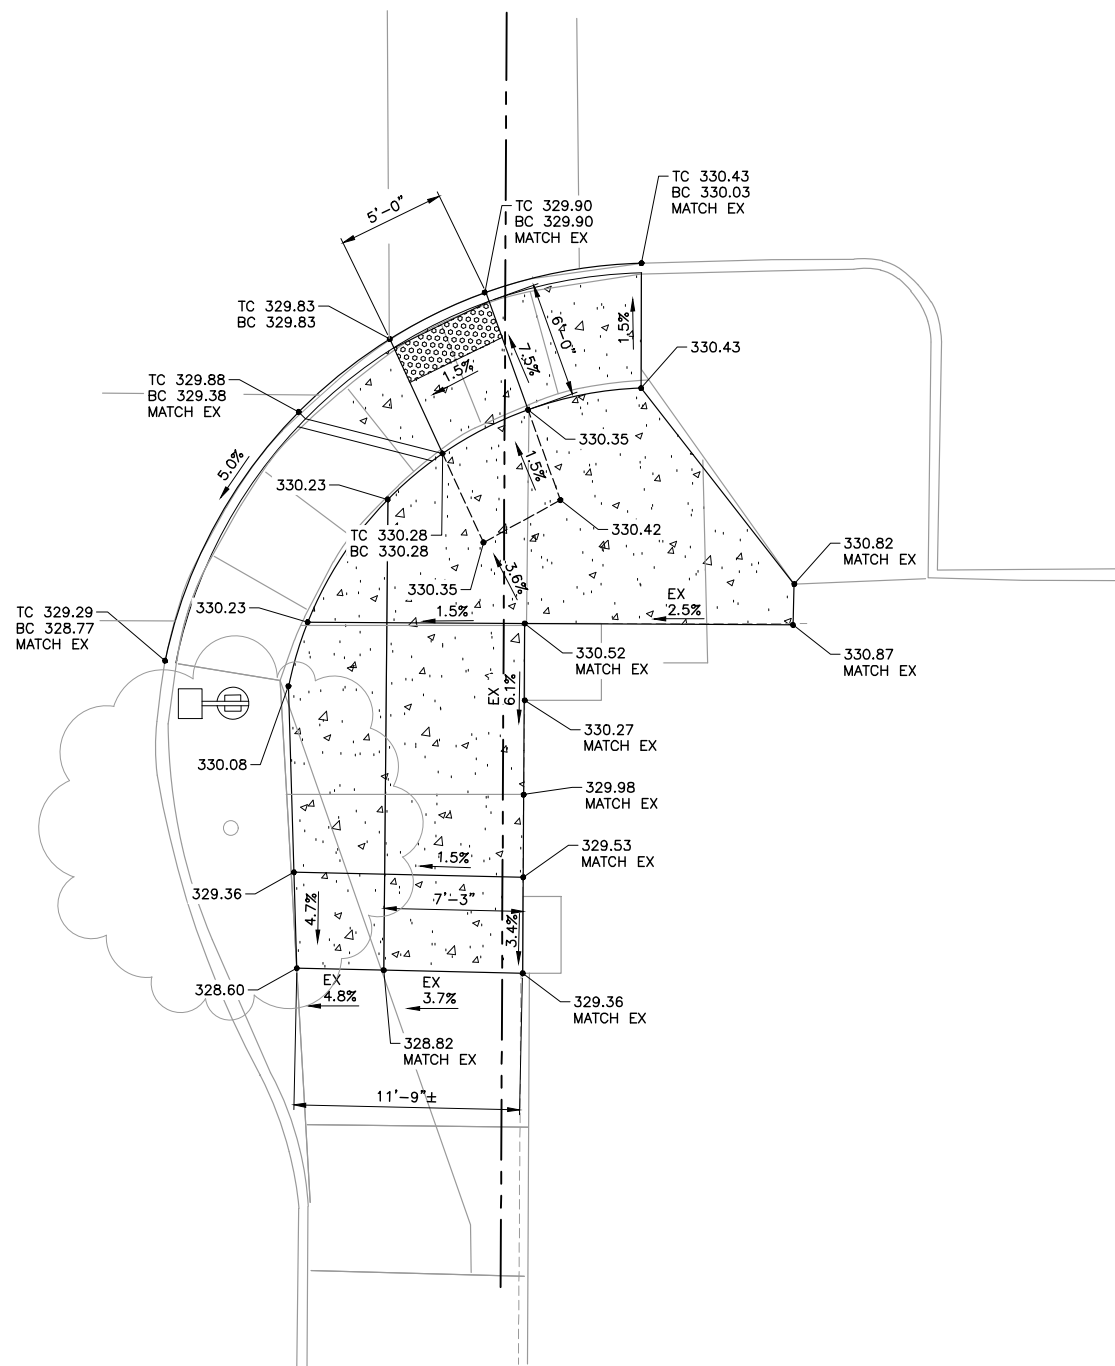 TC 330.43
BC 330.03
MATCH EX
5'-0"
TC 329.90
BC 329.90
MATCH EX
TC 329.83
BC 329.83
6'-0"
1.5%
7.5%
330.43
1.5%
TC 329.88
BC 329.38
MATCH EX
330.35
5.0%
1.5%
330.23
330.42
TC 330.28
BC 330.28
330.82
MATCH EX
3.6%
330.35
EX
2.5%
330.23
1.5%
TC 329.29
BC 328.77
MATCH EX
330.52
MATCH EX
330.87
MATCH EX
EX
6.1%
330.27
MATCH EX
330.08
329.98
MATCH EX
329.53
MATCH EX
1.5%
329.36
7'-3"
4.7%
3.4%
328.60
EX
4.8%
EX
3.7%
329.36
MATCH EX
328.82
MATCH EX
11'-9"±